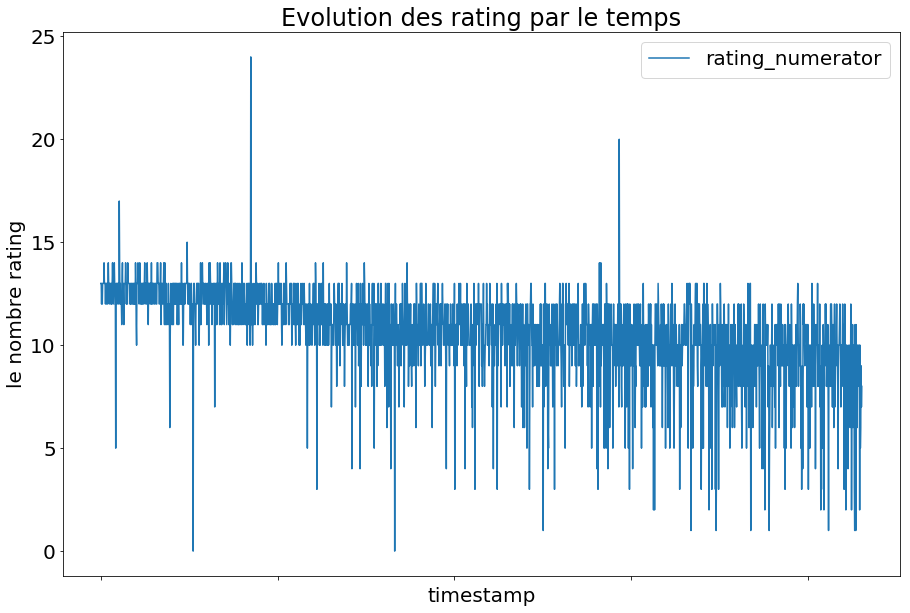 Evolution des rating par le temps
25
rating_numerator
20
15
le nombre rating
10
5
0
timestamp